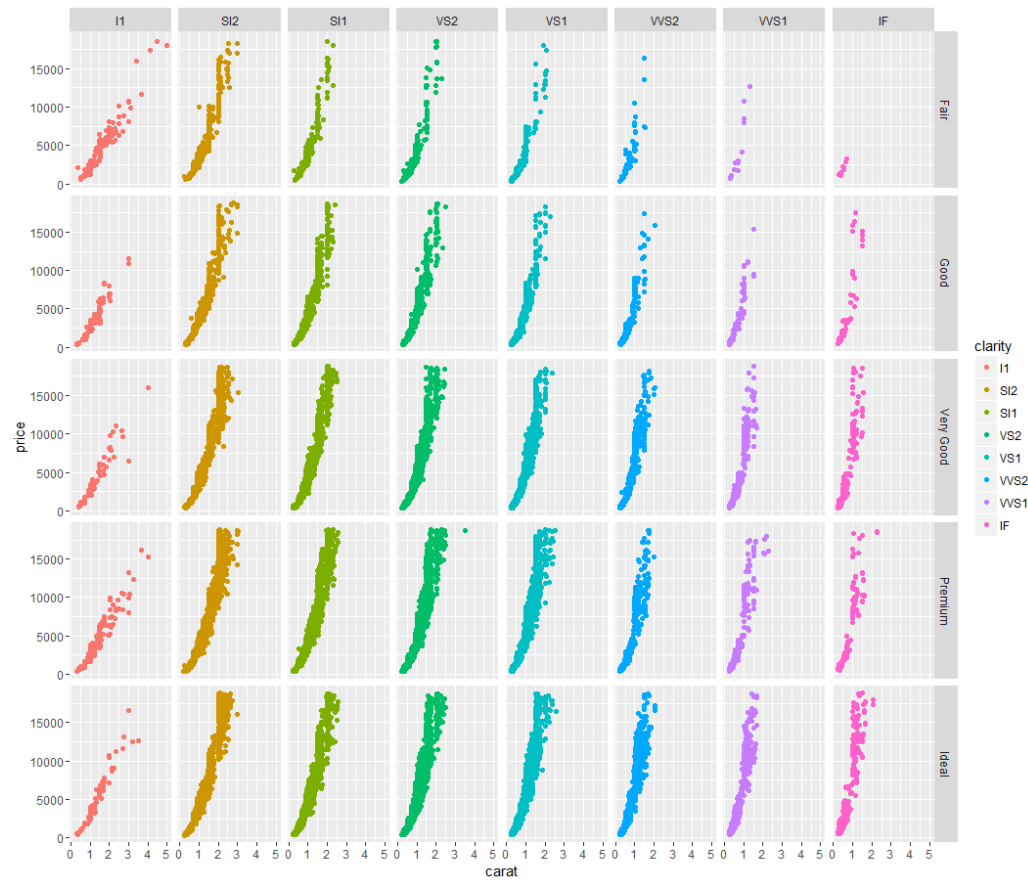 I1 SI2 SI1 VS2 VS1 VVS2 VVS1 IF
15000
10000
5000
0
Fair
15000
10000
5000
0
Good
15000
10000
5000
0
Very Good
15000
10000
5000
0
Premium
15000
10000
5000
0
Ideal
price
0 1 2 3 4 5 0 1 2 3 4 5 0 1 2 3 4 5 0 1 2 3 4 5 0 1 2 3 4 5 0 1 2 3 4 5 0 1 2 3 4 5 0 1 2 3 4 5
carat
clarity
I1
SI2
SI1
VS2
VS1
VVS2
VVS1
IF